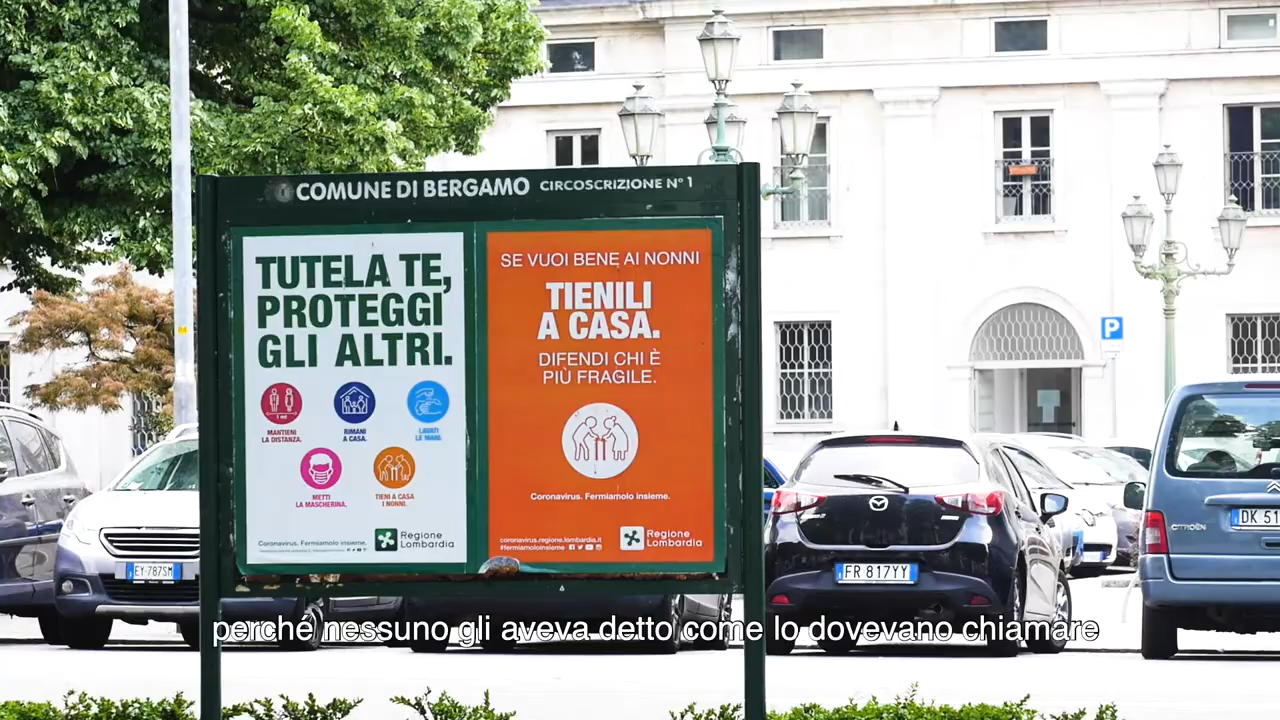 COMUNE DI BERGAMO CIRCOSCRIZIONE N° 1
TUTELA TE,
PROTEGGI
GLI ALTRI.
MANTIENI
LA DISTANZA.
RIMANI
A CASA.
LAVATI
LE MANI.
METTI
LA MASCHERINA.
TIENI A CASA
I NONNI.
Coronavirus. Fermiamolo insieme.
Regione
Lombardia
SE VUOI BENE AI NONNI
TIENILI
A CASA.
DIFENDI CHI È
PIÙ FRAGILE.
Coronavirus. Fermiamolo insieme.
coronavirus.regione.lombardia.it
#fermiamoloinsieme
Regione
Lombardia
P
EY·787SM
FR 817YY
CITROËN
DK 51
perché nessuno gli aveva detto come lo dovevano chiamare